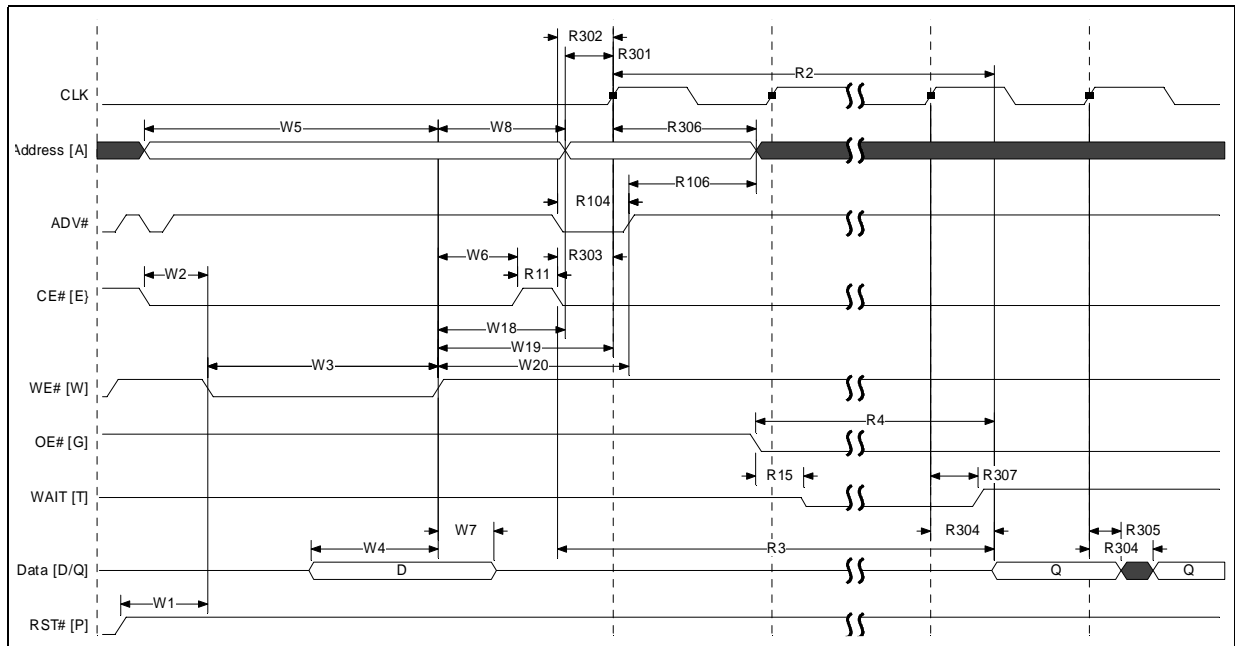 R302
R301
R2
CLK
W5 W8 R306
Address [A]
R106
R104
ADV#
W6 R303
W2 R11
CE# [E}
W18
W19
W3 W20
WE# [W]
R4
OE# [G]
R15 R307
WAIT [T]
W7 R304 R305
W4 R3 R304
Data [D/Q] D Q Q
W1
RST# [P]